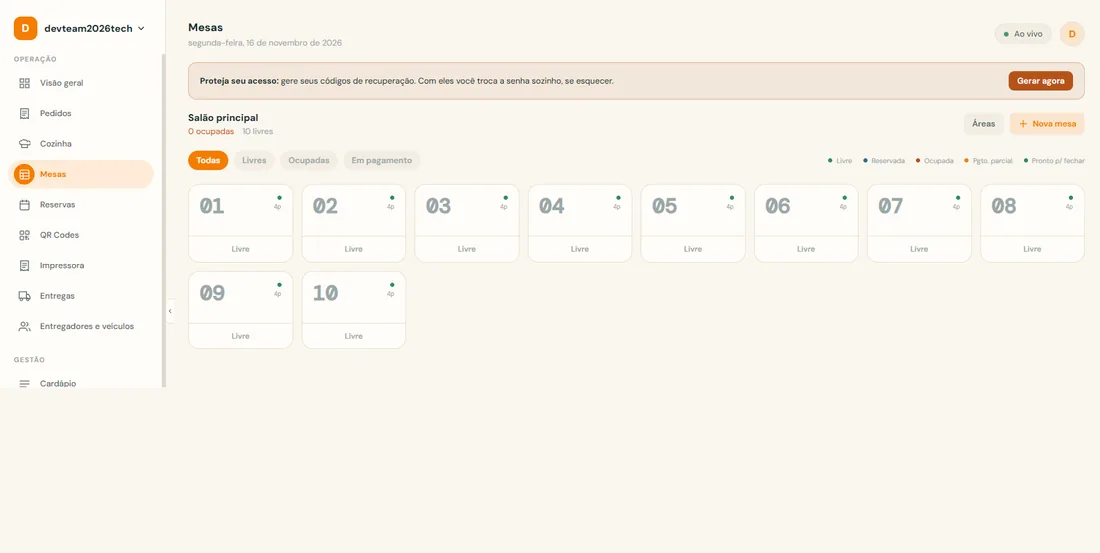 D devteam2026tech
OPERAÇÃO
Visão geral
Pedidos
Cozinha
Mesas
Reservas
QR Codes
Impressora
Entregas
Entregadores e veículos
GESTÃO
Cardápio
Mesas
segunda-feira, 16 de novembro de 2026
Ao vivo D
Proteja seu acesso: gere seus códigos de recuperação. Com eles você troca a senha sozinho, se esquecer. Gerar agora
Salão principal
0 ocupadas 10 livres
Áreas + Nova mesa
Todas Livres Ocupadas Em pagamento
Livre Reservada Ocupada Pgto. parcial Pronto p/ fechar
01 4p 02 4p 03 4p 04 4p 05 4p 06 4p 07 4p 08 4p
Livre Livre Livre Livre Livre Livre Livre Livre
09 4p 10 4p
Livre Livre